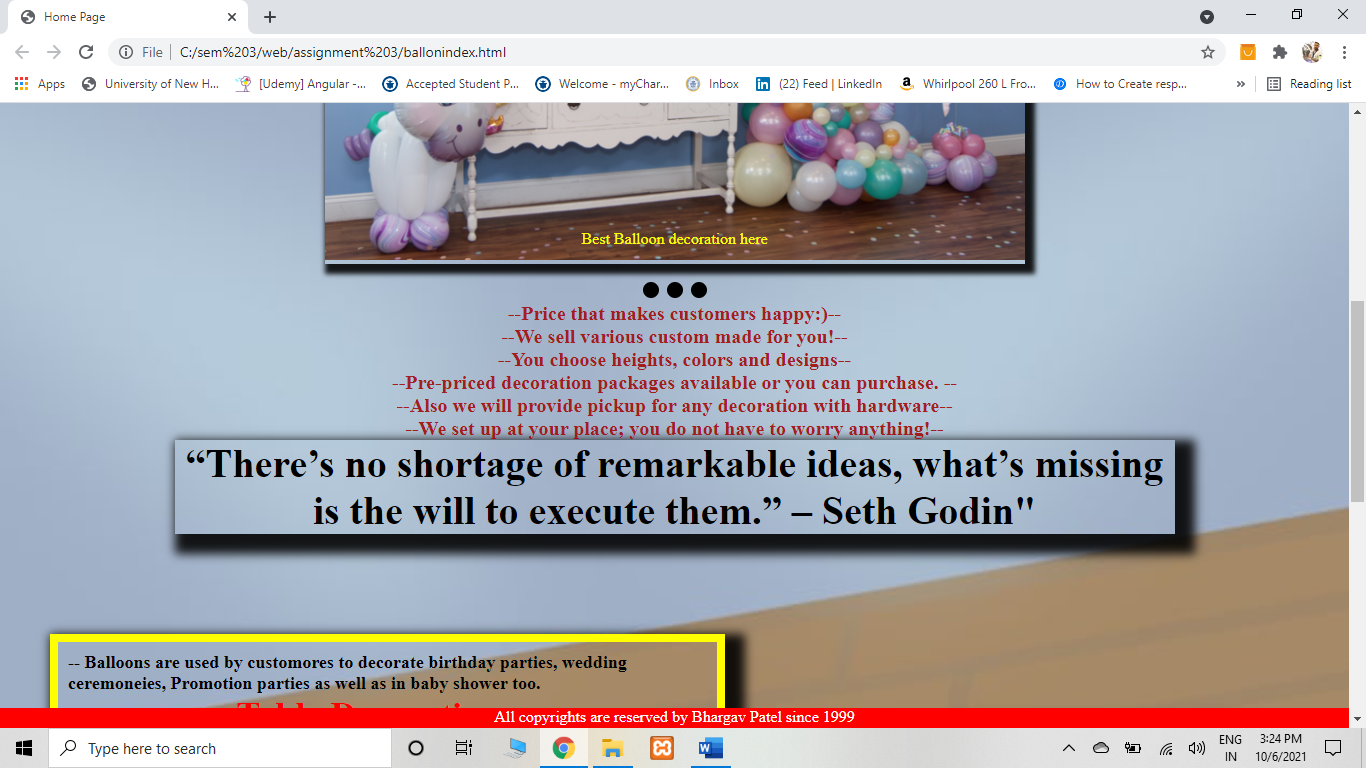 Home Page
File
C:/sem%203/web/assignment%203/ballonindex.html
Apps
University of New H...
[Udemy] Angular -...
Accepted Student P...
Welcome - myChar...
Inbox
(22) Feed | LinkedIn
Whirlpool 260 L Fro...
How to Create resp...
»
Reading list
Best Balloon decoration here
--Price that makes customers happy:)--
--We sell various custom made for you!--
--You choose heights, colors and designs--
--Pre-priced decoration packages available or you can purchase. --
--Also we will provide pickup for any decoration with hardware--
--We set up at your place; you do not have to worry anything!--
“There’s no shortage of remarkable ideas, what’s missing
is the will to execute them.” – Seth Godin"
-- Balloons are used by customores to decorate birthday parties, wedding
ceremoneies, Promotion parties as well as in baby shower too.
All copyrights are reserved by Bhargav Patel since 1999
Type here to search
ENG
IN
3:24 PM
10/6/2021